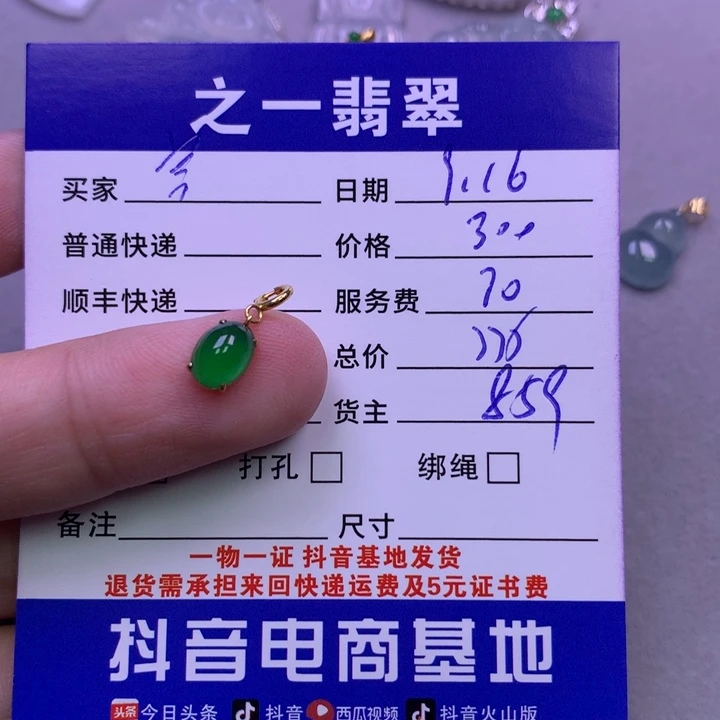 之一翡翠
买家 日期 9.16
普通快递 价格 300
顺丰快递 服务费 70
总价
货主 859
打孔 绑绳
备注 尺寸
一物一证 抖音基地发货
退货需承担来回快递运费及5元证书费
抖音电商基地
头条 今日头条 抖音 西瓜视频 抖音火山版